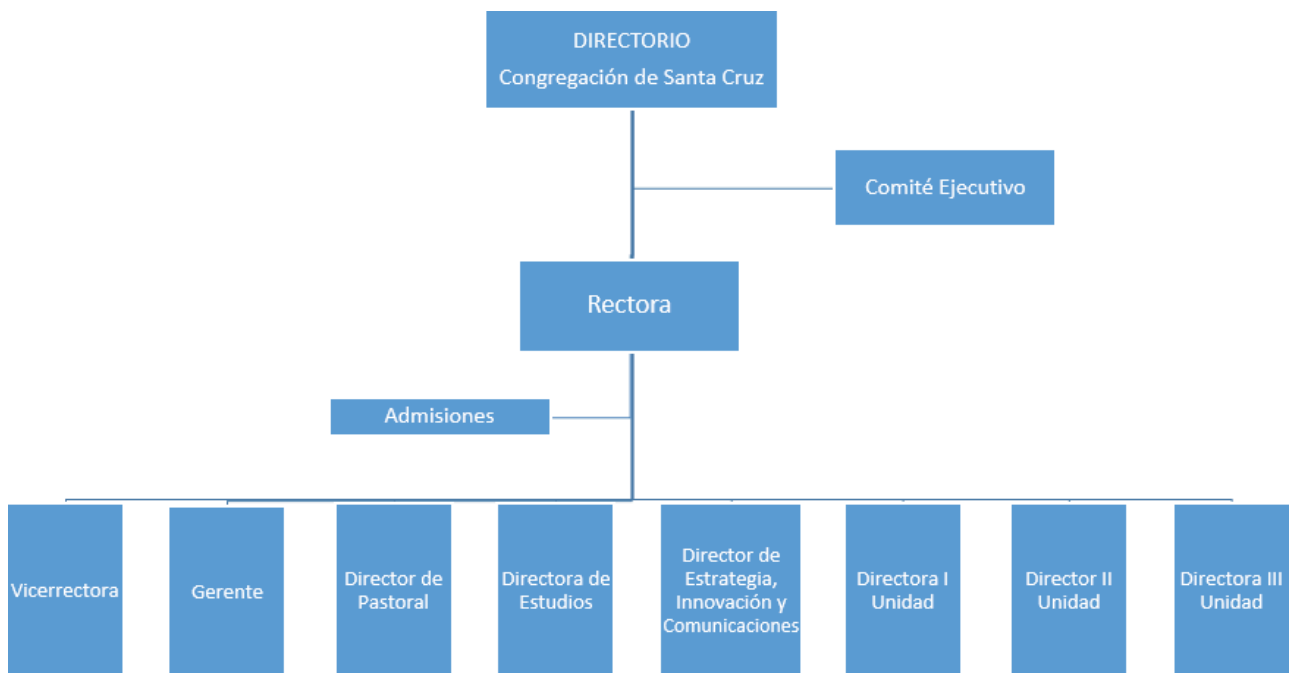 DIRECTORIO
Congregación de Santa Cruz
Comité Ejecutivo
Rectora
Admisiones
Vicerrectora
Gerente
Director de
Pastoral
Directora de
Estudios
Director de
Estrategia,
Innovación y
Comunicaciones
Directora I
Unidad
Director II
Unidad
Directora III
Unidad